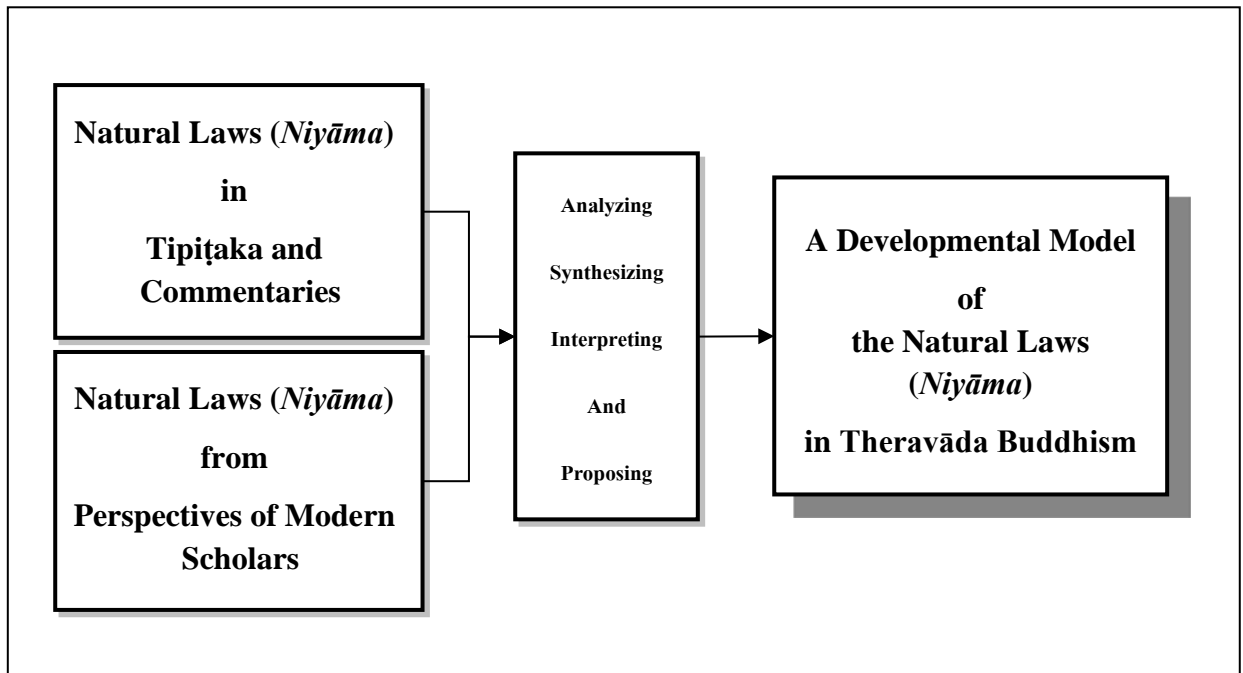 Natural Laws (Niyāma)
in
Tipiṭaka and
Commentaries
Natural Laws (Niyāma)
from
Perspectives of Modern
Scholars
Analyzing
Synthesizing
Interpreting
And
Proposing
A Developmental Model
of
the Natural Laws
(Niyāma)
in Theravāda Buddhism